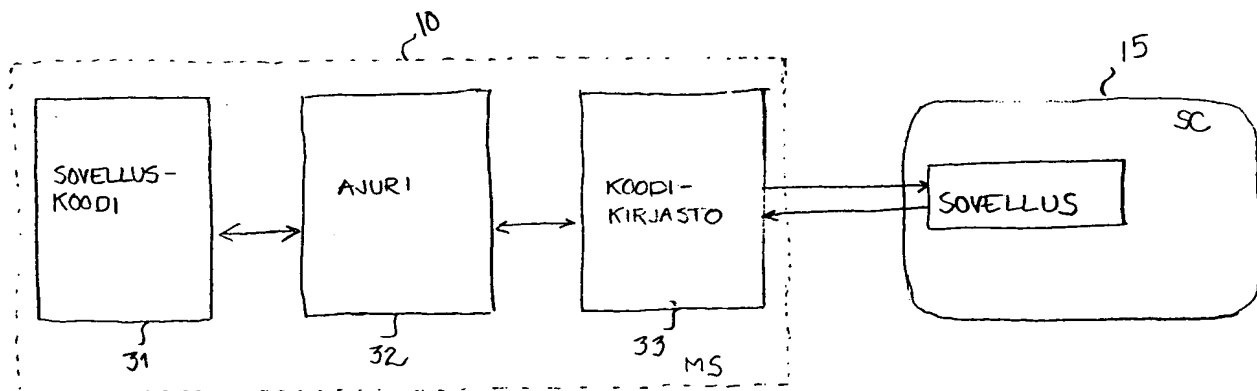 10
15
SC
SOVELLUS-
KOODI
AJURI
KOODI-
KIRJASTO
SOVELLUS
31
32
33
MS